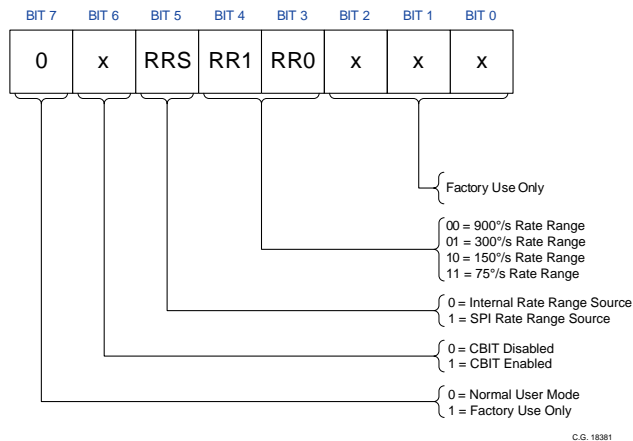 BIT 7 BIT 6 BIT 5 BIT 4 BIT 3 BIT 2 BIT 1 BIT 0
0 x RRS RR1 RR0 x x x
Factory Use Only
00 = 900°/s Rate Range
01 = 300°/s Rate Range
10 = 150°/s Rate Range
11 = 75°/s Rate Range
0 = Internal Rate Range Source
1 = SPI Rate Range Source
0 = CBIT Disabled
1 = CBIT Enabled
0 = Normal User Mode
1 = Factory Use Only
C.G. 18381